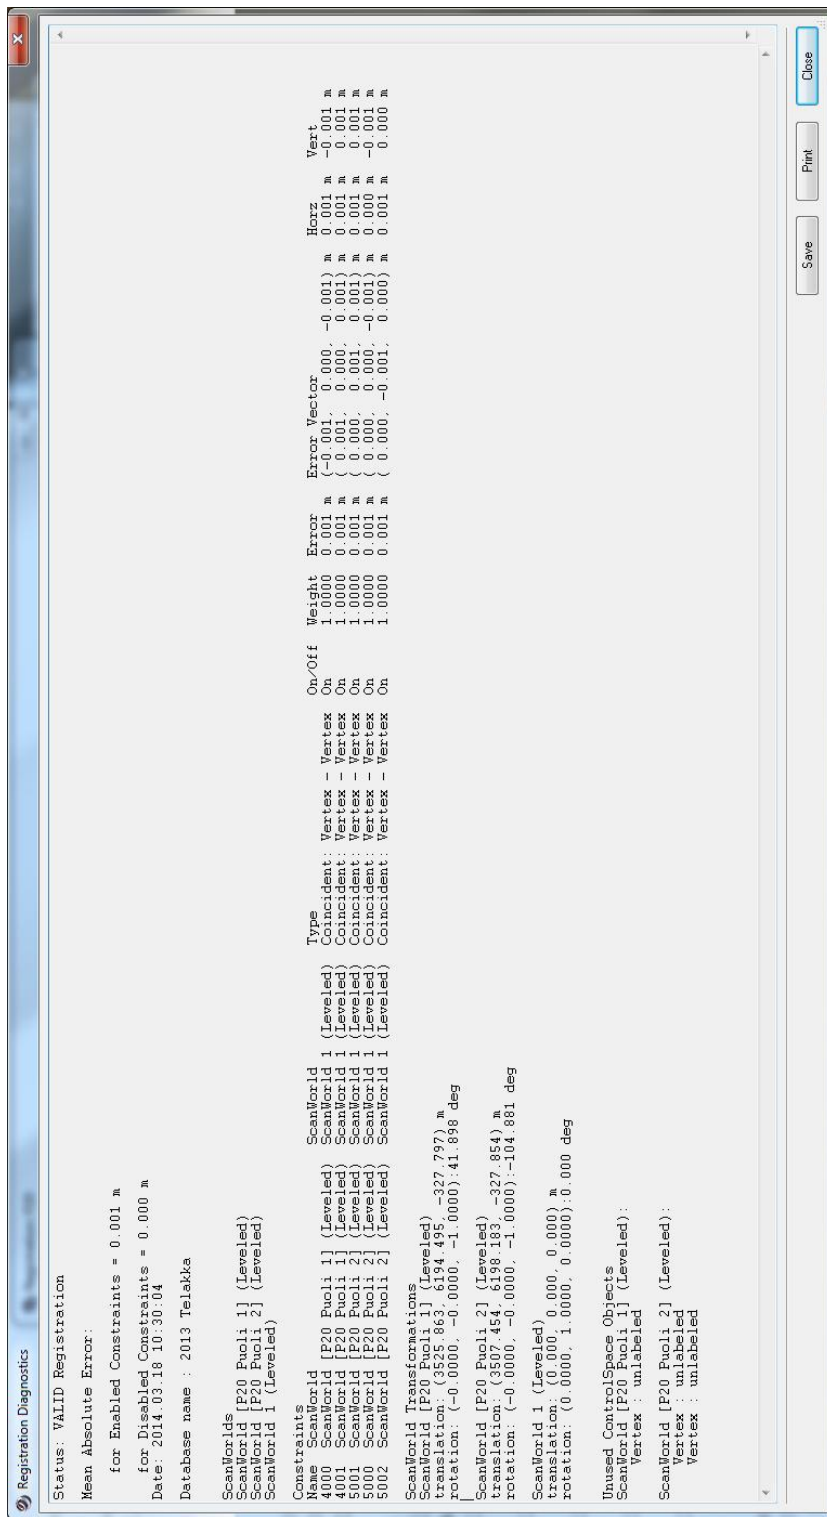 Registration Diagnostics
Status: VALID Registration
Mean Absolute Error:
for Enabled Constraints = 0.001 m
for Disabled Constraints = 0.000 m
Date: 2014.03.18 10:30:04
Database name : 2013 Telakka
ScanWorlds
ScanWorld [P20 Puoli 1] (Leveled)
ScanWorld [P20 Puoli 2] (Leveled)
ScanWorld 1 (Leveled)
Constraints
Name ScanWorld ScanWorld Type On/Off Weight Error Error Vector Horz Vert
4000 ScanWorld [P20 Puoli 1] (Leveled) ScanWorld 1 (Leveled) Coincident: Vertex - Vertex On 1.0000 0.001 m (-0.001, 0.000, -0.001) m 0.001 m -0.001 m
4001 ScanWorld [P20 Puoli 1] (Leveled) ScanWorld 1 (Leveled) Coincident: Vertex - Vertex On 1.0000 0.001 m ( 0.001, 0.000, 0.001) m 0.001 m 0.001 m
5001 ScanWorld [P20 Puoli 2] (Leveled) ScanWorld 1 (Leveled) Coincident: Vertex - Vertex On 1.0000 0.001 m ( 0.000, 0.001, 0.001) m 0.001 m 0.001 m
5000 ScanWorld [P20 Puoli 2] (Leveled) ScanWorld 1 (Leveled) Coincident: Vertex - Vertex On 1.0000 0.001 m ( 0.000, 0.000, -0.001) m 0.000 m -0.001 m
5002 ScanWorld [P20 Puoli 2] (Leveled) ScanWorld 1 (Leveled) Coincident: Vertex - Vertex On 1.0000 0.001 m ( 0.000, -0.001, 0.000) m 0.001 m 0.000 m
ScanWorld Transformations
ScanWorld [P20 Puoli 1] (Leveled)
translation: (3525.863, 6194.495, -327.797) m
rotation: (-0.0000, -0.0000, -1.0000):41.898 deg
ScanWorld [P20 Puoli 2] (Leveled)
translation: (3507.454, 6198.183, -327.854) m
rotation: (-0.0000, -0.0000, -1.0000):-104.881 deg
ScanWorld 1 (Leveled)
translation: (0.000, 0.000, 0.000) m
rotation: (0.0000, 1.0000, 0.0000):0.000 deg
Unused ControlSpace Objects
ScanWorld [P20 Puoli 1] (Leveled):
Vertex : unlabeled
ScanWorld [P20 Puoli 2] (Leveled):
Vertex : unlabeled
Vertex : unlabeled
Save Print Close